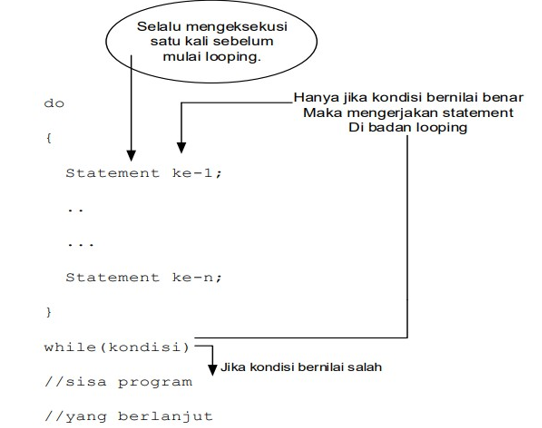 Selalu mengeksekusi
satu kali sebelum
mulai looping.
Hanya jika kondisi bernilai benar
Maka mengerjakan statement
Di badan looping
do
{
Statement ke-1;
..
...
Statement ke-n;
}
while(kondisi)
Jika kondisi bernilai salah
//sisa program
//yang berlanjut